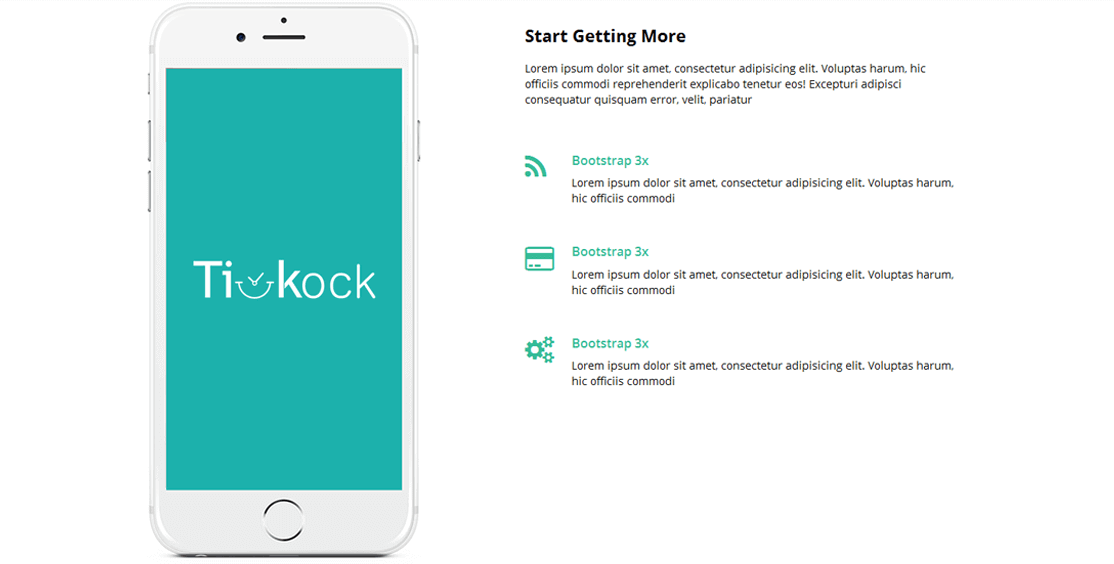 Start Getting More
Lorem ipsum dolor sit amet, consectetur adipisicing elit. Voluptas harum, hic
officiis commodi reprehenderit explicabo tenetur eos! Excepturi adipisci
consequatur quisquam error, velit, pariatur
Bootstrap 3x
Lorem ipsum dolor sit amet, consectetur adipisicing elit. Voluptas harum,
hic officiis commodi
Bootstrap 3x
Lorem ipsum dolor sit amet, consectetur adipisicing elit. Voluptas harum,
hic officiis commodi
Bootstrap 3x
Lorem ipsum dolor sit amet, consectetur adipisicing elit. Voluptas harum,
hic officiis commodi